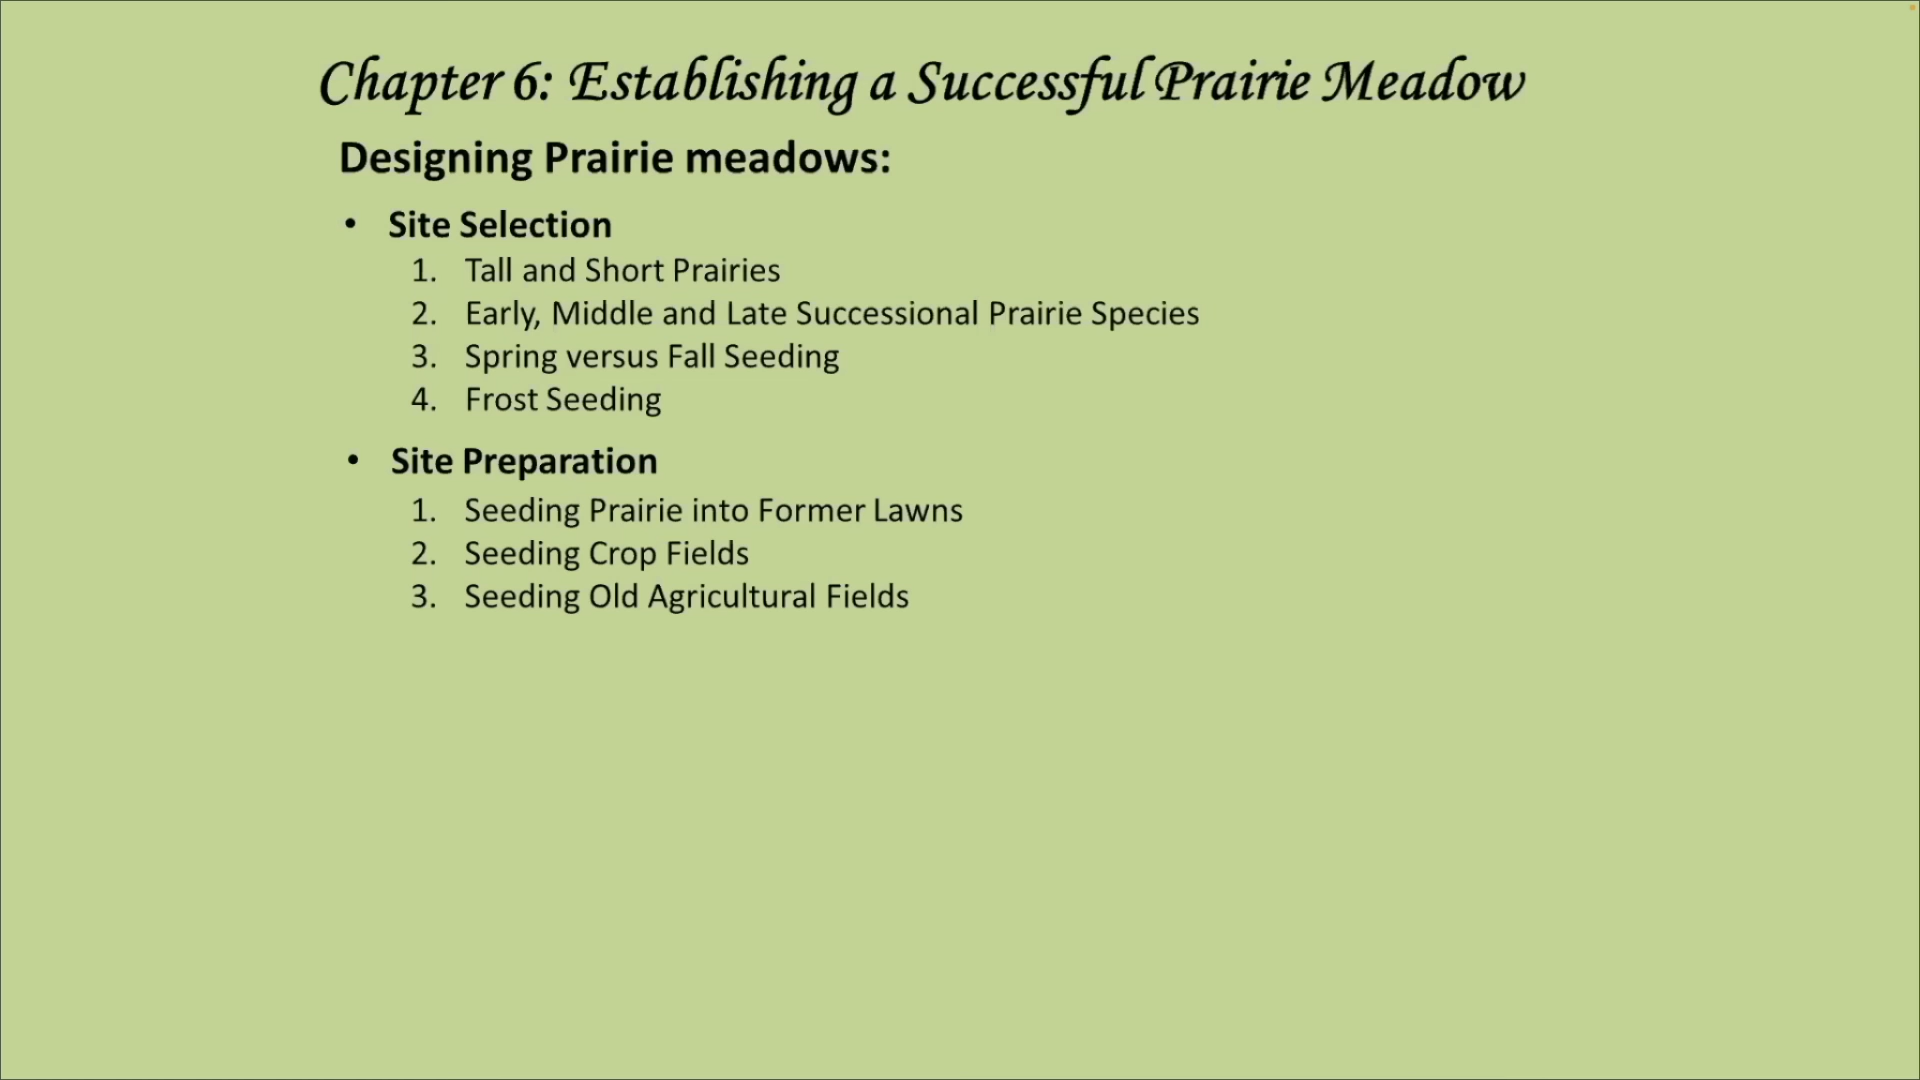 Chapter 6: Establishing a Successful Prairie Meadow
Designing Prairie meadows:
• Site Selection
1. Tall and Short Prairies
2. Early, Middle and Late Successional Prairie Species
3. Spring versus Fall Seeding
4. Frost Seeding
• Site Preparation
1. Seeding Prairie into Former Lawns
2. Seeding Crop Fields
3. Seeding Old Agricultural Fields